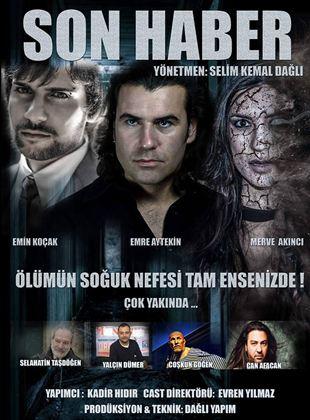 SON HABER
YÖNETMEN: SELİM KEMAL DAĞLI
EMİN KOÇAK
EMRE AYTEKİN
MERVE AKINCI
ÖLÜMÜN SOĞUK NEFESİ TAM ENSENİZDE !
ÇOK YAKINDA ...
SELAHATİN TAŞDÖĞEN
YALÇIN DÜMER
COŞKUN GÖĞEN
CAN AFACAN
YAPIMCI : KADİR HIDIR CAST DİREKTÖRÜ: EVREN YILMAZ
PRODÜKSİYON & TEKNİK: DAĞLI YAPIM